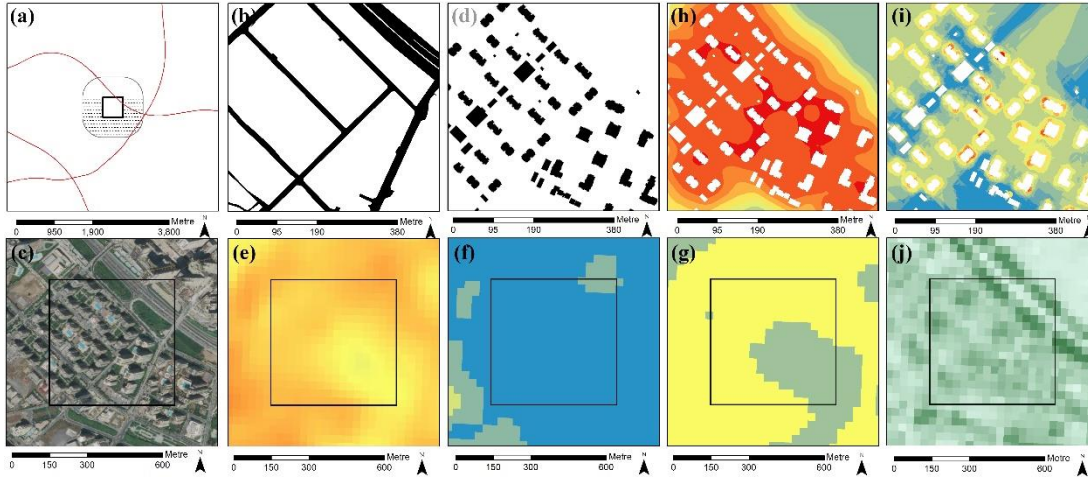 (a)
(b)
(d)
(h)
(i)
Metre N
0 950 1,900 3,800
Metre N
0 95 190 380
Metre N
0 95 190 380
Metre N
0 95 190 380
Metre N
0 95 190 380
(c)
(e)
(f)
(g)
(j)
Metre N
0 150 300 600
Metre N
0 150 300 600
Metre N
0 150 300 600
Metre N
0 150 300 600
Metre N
0 150 300 600